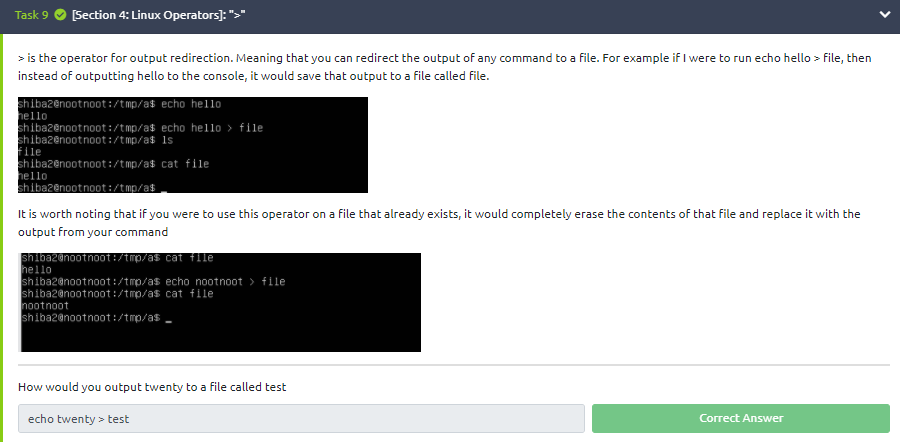 Task 9 [Section 4: Linux Operators]: ">"
> is the operator for output redirection. Meaning that you can redirect the output of any command to a file. For example if I were to run echo hello > file, then
instead of outputting hello to the console, it would save that output to a file called file.
shiba2@nootnoot:/tmp/a$ echo hello
hello
shiba2@nootnoot:/tmp/a$ echo hello > file
shiba2@nootnoot:/tmp/a$ ls
file
shiba2@nootnoot:/tmp/a$ cat file
hello
shiba2@nootnoot:/tmp/a$ _
It is worth noting that if you were to use this operator on a file that already exists, it would completely erase the contents of that file and replace it with the
output from your command
shiba2@nootnoot:/tmp/a$ cat file
hello
shiba2@nootnoot:/tmp/a$ echo nootnoot > file
shiba2@nootnoot:/tmp/a$ cat file
nootnoot
shiba2@nootnoot:/tmp/a$ _
How would you output twenty to a file called test
echo twenty > test
Correct Answer